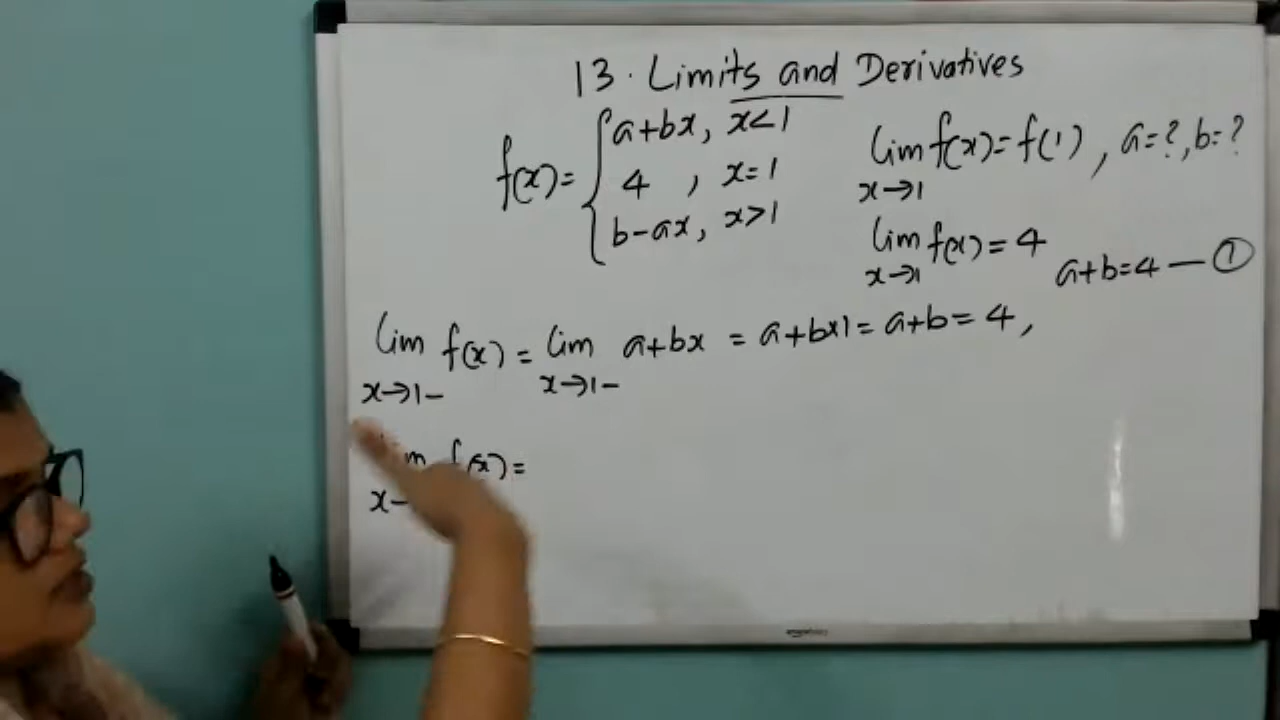 13. Limits and Derivatives
f(x)= { a+bx, x<1
4 , x=1
b-ax, x>1
lim f(x)=f(1), a=?, b=?
x→1
lim f(x)=4
x→1
a+b=4 — ①
lim f(x) = lim a+bx = a+b×1 = a+b = 4,
x→1- x→1-
f(x)=
x→